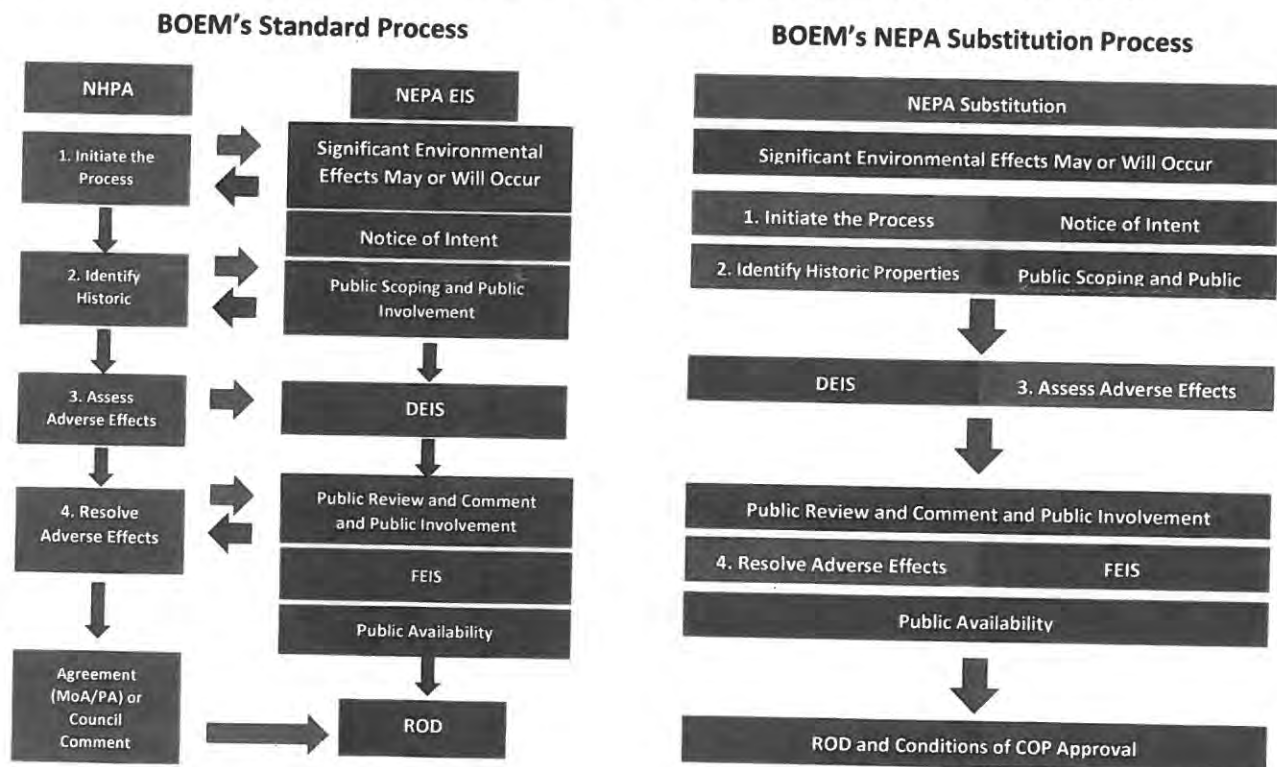 BOEM's Standard Process
NHPA
1. Initiate the
Process
2. Identify
Historic
3. Assess
Adverse Effects
4. Resolve
Adverse Effects
Agreement
(MoA/PA) or
Council
Comment
NEPA EIS
Significant Environmental
Effects May or Will Occur
Notice of Intent
Public Scoping and Public
Involvement
DEIS
Public Review and Comment
and Public Involvement
FEIS
Public Availability
ROD
BOEM's NEPA Substitution Process
NEPA Substitution
Significant Environmental Effects May or Will Occur
1. Initiate the Process
Notice of Intent
2. Identify Historic Properties
Public Scoping and Public
DEIS
3. Assess Adverse Effects
Public Review and Comment and Public Involvement
4. Resolve Adverse Effects
FEIS
Public Availability
ROD and Conditions of COP Approval